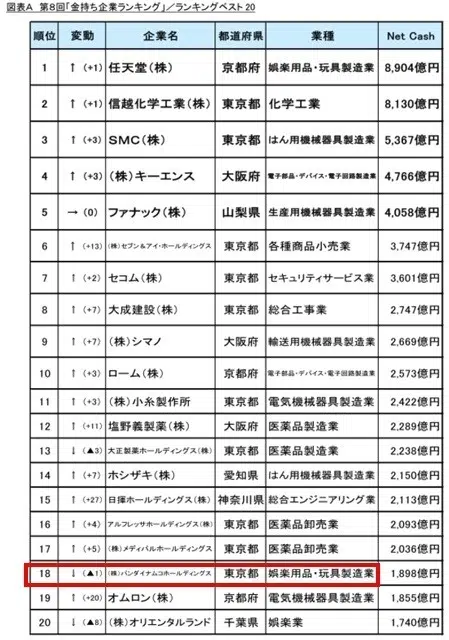 図表A 第8回「金持ち企業ランキング」／ランキングベスト20
順位 変動 企業名 都道府県 業種 Net Cash
1 ↑ (+1) 任天堂(株) 京都府 娯楽用品・玩具製造業 8,904億円
2 ↑ (+1) 信越化学工業(株) 東京都 化学工業 8,130億円
3 ↑ (+3) SMC(株) 東京都 はん用機械器具製造業 5,367億円
4 ↑ (+3) (株)キーエンス 大阪府 電子部品・デバイス・電子回路製造業 4,766億円
5 → (0) ファナック(株) 山梨県 生産用機械器具製造業 4,058億円
6 ↑ (+13) (株)セブン&アイ・ホールディングス 東京都 各種商品小売業 3,747億円
7 ↑ (+2) セコム(株) 東京都 セキュリティサービス業 3,601億円
8 ↑ (+7) 大成建設(株) 東京都 総合工事業 2,747億円
9 ↑ (+7) (株)シマノ 大阪府 輸送用機械器具製造業 2,669億円
10 ↑ (+3) ローム(株) 京都府 電子部品・デバイス・電子回路製造業 2,573億円
11 ↑ (+3) (株)小糸製作所 東京都 電気機械器具製造業 2,422億円
12 ↑ (+11) 塩野義製薬(株) 大阪府 医薬品製造業 2,289億円
13 ↓ (▲3) 大正製薬ホールディングス(株) 東京都 医薬品製造業 2,238億円
14 ↑ (+7) ホシザキ(株) 愛知県 はん用機械器具製造業 2,150億円
15 ↑ (+27) 日揮ホールディングス(株) 神奈川県 総合エンジニアリング業 2,113億円
16 ↑ (+4) アルフレッサホールディングス(株) 東京都 医薬品卸売業 2,093億円
17 ↑ (+5) (株)メディパルホールディングス 東京都 医薬品卸売業 2,036億円
18 ↓ (▲1) (株)バンダイナムコホールディングス 東京都 娯楽用品・玩具製造業 1,898億円
19 ↑ (+20) オムロン(株) 京都府 電気機械器具製造業 1,855億円
20 ↓ (▲8) (株)オリエンタルランド 千葉県 娯楽業 1,740億円